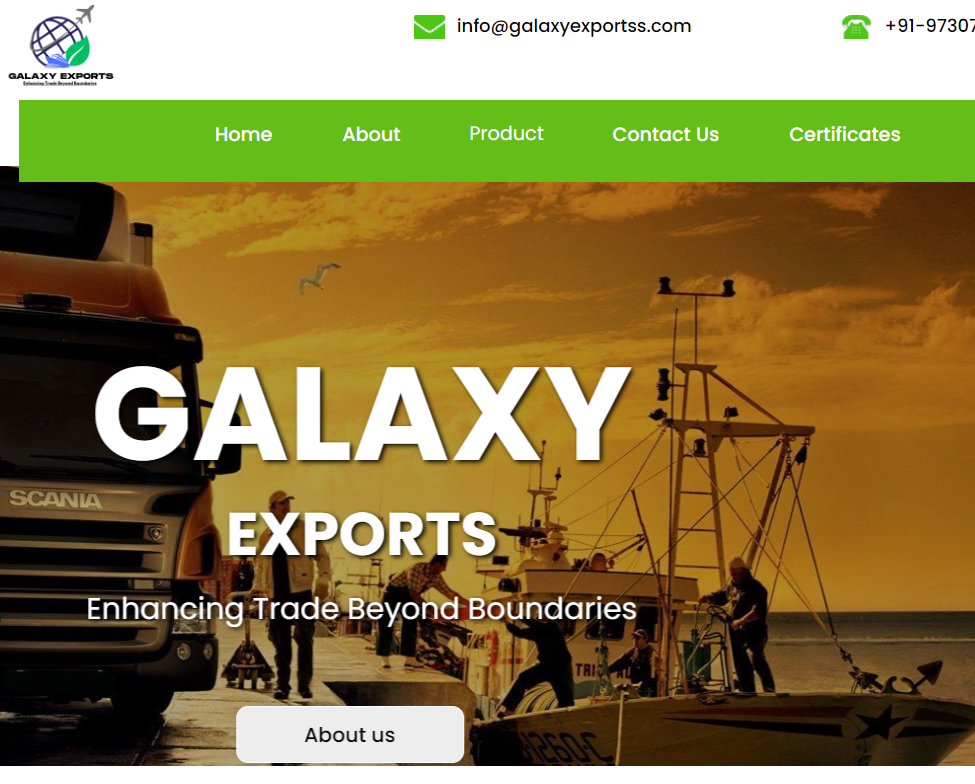 info@galaxyexportss.com
+91-97307
GALAXY EXPORTS
Enhancing Trade Beyond Boundaries
Home
About
Product
Contact Us
Certificates
GALAXY
EXPORTS
Enhancing Trade Beyond Boundaries
SCANIA
About us